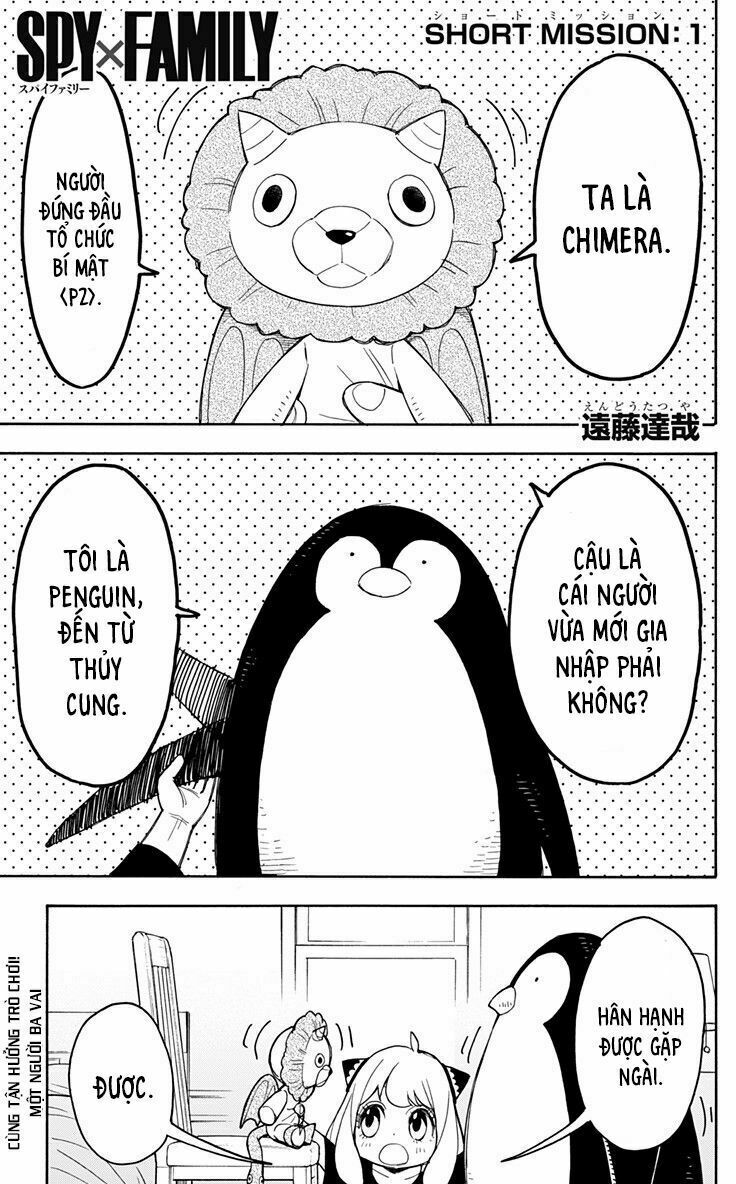 SPY×FAMILY
スパイファミリー
ショートミッション
SHORT MISSION: 1
TA LÀ
CHIMERA.
NGƯỜI
ĐỨNG ĐẦU
TỔ CHỨC
BÍ MẬT
<P2>.
えんどうたつや
遠藤達哉
CẬU LÀ
CÁI NGƯỜI
VỪA MỚI GIA
NHẬP PHẢI
KHÔNG?
TÔI LÀ
PENGUIN,
ĐẾN TỪ
THỦY
CUNG.
HÂN HẠNH
ĐƯỢC GẶP
NGÀI.
ĐƯỢC.
CÙNG TẬN HƯỞNG TRÒ CHƠI!
MỘT NGƯỜI BA VAI